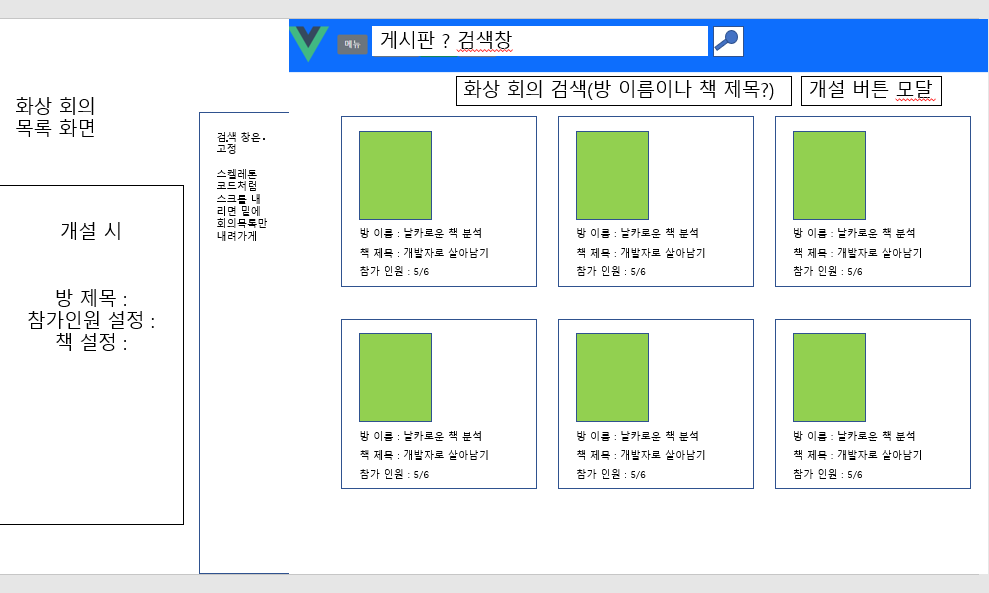 메뉴
게시판 ? 검색창
화상 회의 검색(방 이름이나 책 제목?)
개설 버튼 모달
화상 회의
목록 화면
개설 시
방 제목 :
참가인원 설정 :
책 설정 :
검색 창은
고정
스켈레톤
코드처럼
스크롤 내
리면 밑에
회의목록만
내려가게
방 이름 : 날카로운 책 분석
책 제목 : 개발자로 살아남기
참가 인원 : 5/6
방 이름 : 날카로운 책 분석
책 제목 : 개발자로 살아남기
참가 인원 : 5/6
방 이름 : 날카로운 책 분석
책 제목 : 개발자로 살아남기
참가 인원 : 5/6
방 이름 : 날카로운 책 분석
책 제목 : 개발자로 살아남기
참가 인원 : 5/6
방 이름 : 날카로운 책 분석
책 제목 : 개발자로 살아남기
참가 인원 : 5/6
방 이름 : 날카로운 책 분석
책 제목 : 개발자로 살아남기
참가 인원 : 5/6